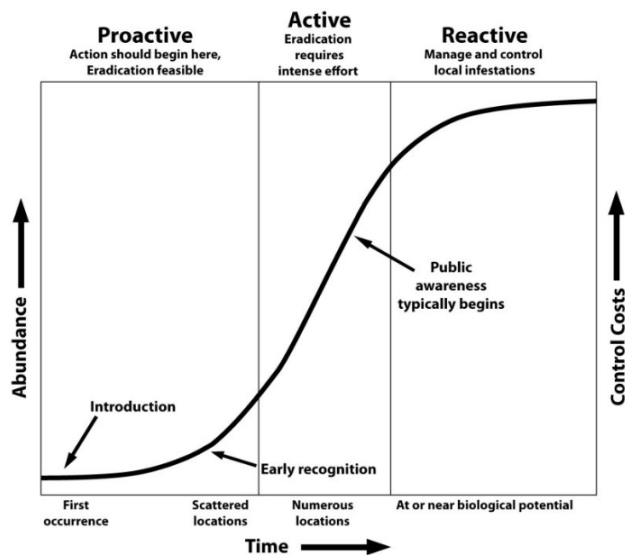 Proactive
Action should begin here,
Eradication feasible
Active
Eradication
requires
intense effort
Reactive
Manage and control
local infestations
Abundance
Control Costs
Public
awareness
typically begins
Introduction
Early recognition
First
occurrence
Scattered
locations
Numerous
locations
At or near biological potential
Time